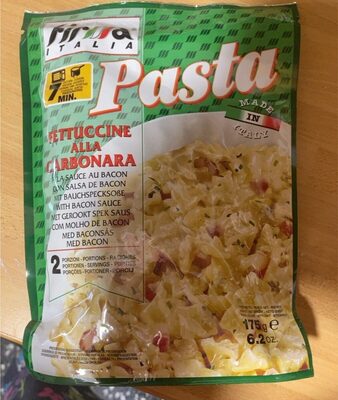 Firma
ITALIA
Pasta
7
MIN.
MADE
IN
ITALY
FETTUCCINE
ALLA
CARBONARA
À LA SAUCE AU BACON
CON SALSA DE BACON
MIT BAUCHSPECKSOßE
WITH BACON SAUCE
MET GEROOKT SPEK SAUS
COM MOLHO DE BACON
MED BACONSÅS
MED BACON
2
PORZIONI - PORTIONS - RACIONES
PORTIONEN - SERVINGS - PORTIES
PORÇÕES - PORTIONER - PORCIJ
175g e
6.2oz.